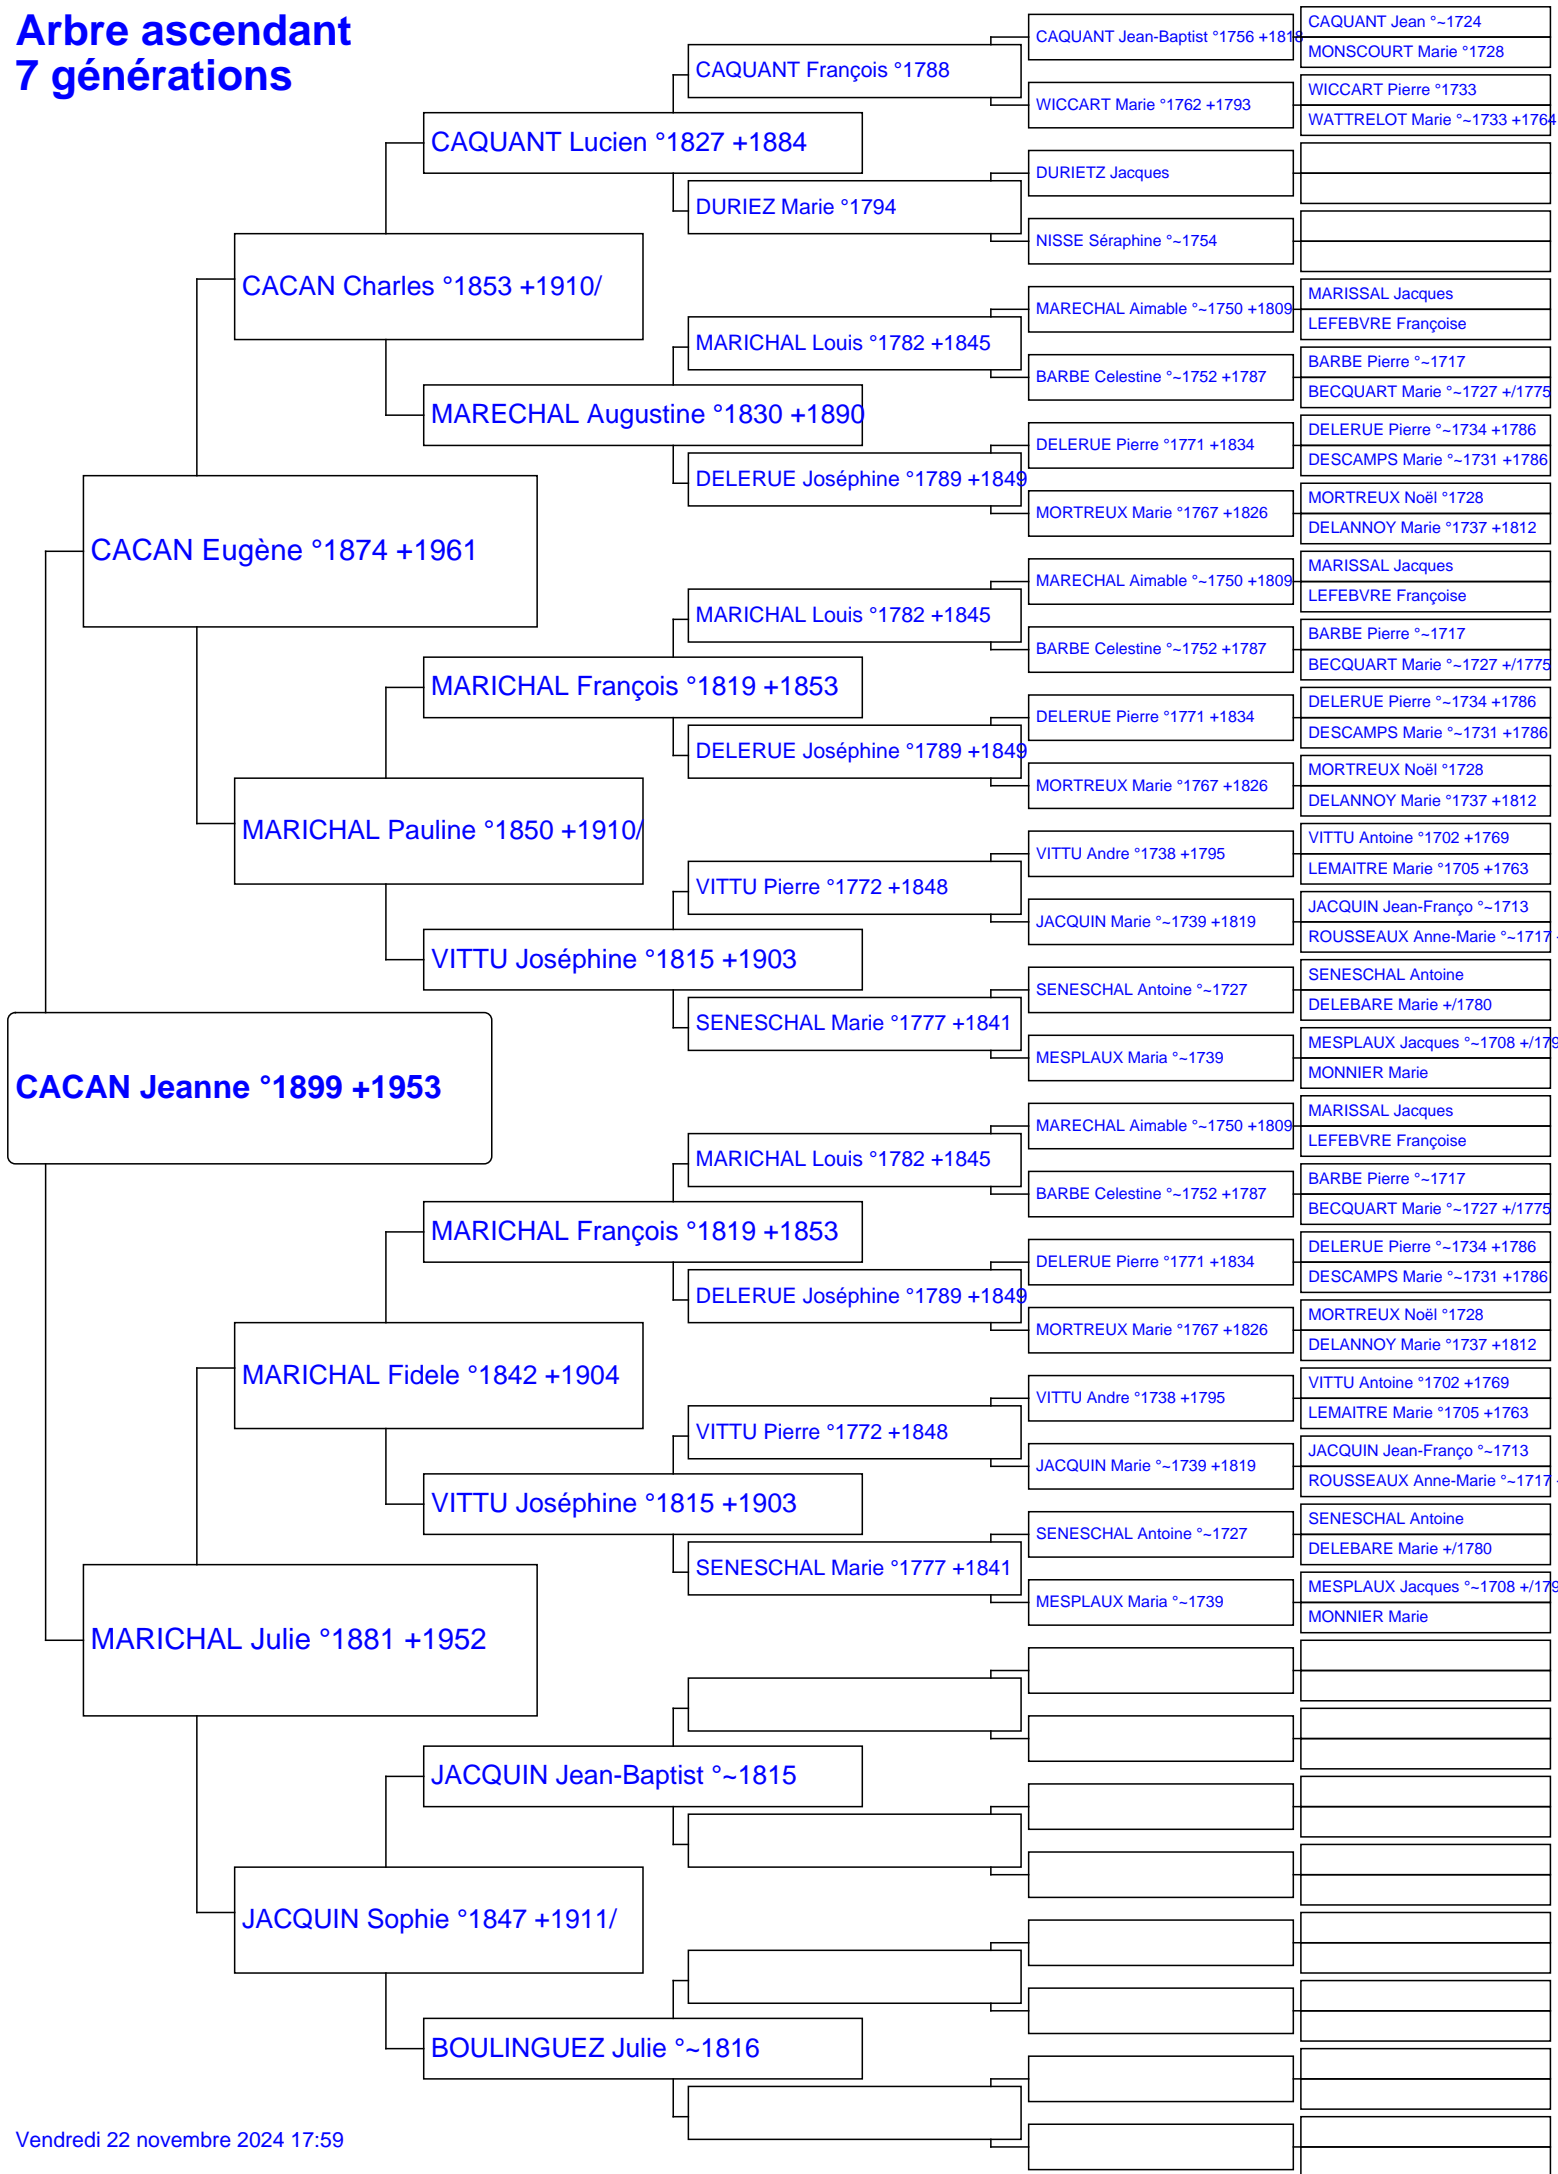 Arbre ascendant
7 générations
CACAN Jeanne °1899 +1953
CACAN Eugène °1874 +1961
MARICHAL Julie °1881 +1952
CACAN Charles °1853 +1910/
MARICHAL Pauline °1850 +1910/
MARICHAL Fidele °1842 +1904
JACQUIN Sophie °1847 +1911/
CAQUANT Lucien °1827 +1884
MARECHAL Augustine °1830 +1890
MARICHAL François °1819 +1853
VITTU Joséphine °1815 +1903
MARICHAL François °1819 +1853
VITTU Joséphine °1815 +1903
JACQUIN Jean-Baptist °~1815
BOULINGUEZ Julie °~1816
CAQUANT François °1788
DURIEZ Marie °1794
MARICHAL Louis °1782 +1845
DELERUE Joséphine °1789 +1849
MARICHAL Louis °1782 +1845
DELERUE Joséphine °1789 +1849
VITTU Pierre °1772 +1848
SENESCHAL Marie °1777 +1841
MARICHAL Louis °1782 +1845
DELERUE Joséphine °1789 +1849
VITTU Pierre °1772 +1848
SENESCHAL Marie °1777 +1841
CAQUANT Jean-Baptist °1756 +1818
WICCART Marie °1762 +1793
DURIETZ Jacques
NISSE Séraphine °~1754
MARECHAL Aimable °~1750 +1809
BARBE Celestine °~1752 +1787
DELERUE Pierre °1771 +1834
MORTREUX Marie °1767 +1826
MARECHAL Aimable °~1750 +1809
BARBE Celestine °~1752 +1787
DELERUE Pierre °1771 +1834
MORTREUX Marie °1767 +1826
VITTU Andre °1738 +1795
JACQUIN Marie °~1739 +1819
SENESCHAL Antoine °~1727
MESPLAUX Maria °~1739
MARECHAL Aimable °~1750 +1809
BARBE Celestine °~1752 +1787
DELERUE Pierre °1771 +1834
MORTREUX Marie °1767 +1826
VITTU Andre °1738 +1795
JACQUIN Marie °~1739 +1819
SENESCHAL Antoine °~1727
MESPLAUX Maria °~1739
CAQUANT Jean °~1724
MONSCOURT Marie °1728
WICCART Pierre °1733
WATTRELOT Marie °~1733 +1764
MARISSAL Jacques
LEFEBVRE Françoise
BARBE Pierre °~1717
BECQUART Marie °~1727 +/1775
DELERUE Pierre °~1734 +1786
DESCAMPS Marie °~1731 +1786
MORTREUX Noël °1728
DELANNOY Marie °1737 +1812
MARISSAL Jacques
LEFEBVRE Françoise
BARBE Pierre °~1717
BECQUART Marie °~1727 +/1775
DELERUE Pierre °~1734 +1786
DESCAMPS Marie °~1731 +1786
MORTREUX Noël °1728
DELANNOY Marie °1737 +1812
VITTU Antoine °1702 +1769
LEMAITRE Marie °1705 +1763
JACQUIN Jean-Franço °~1713
ROUSSEAUX Anne-Marie °~1717
SENESCHAL Antoine
DELEBARE Marie +/1780
MESPLAUX Jacques °~1708 +/179
MONNIER Marie
MARISSAL Jacques
LEFEBVRE Françoise
BARBE Pierre °~1717
BECQUART Marie °~1727 +/1775
DELERUE Pierre °~1734 +1786
DESCAMPS Marie °~1731 +1786
MORTREUX Noël °1728
DELANNOY Marie °1737 +1812
VITTU Antoine °1702 +1769
LEMAITRE Marie °1705 +1763
JACQUIN Jean-Franço °~1713
ROUSSEAUX Anne-Marie °~1717
SENESCHAL Antoine
DELEBARE Marie +/1780
MESPLAUX Jacques °~1708 +/179
MONNIER Marie
Vendredi 22 novembre 2024 17:59